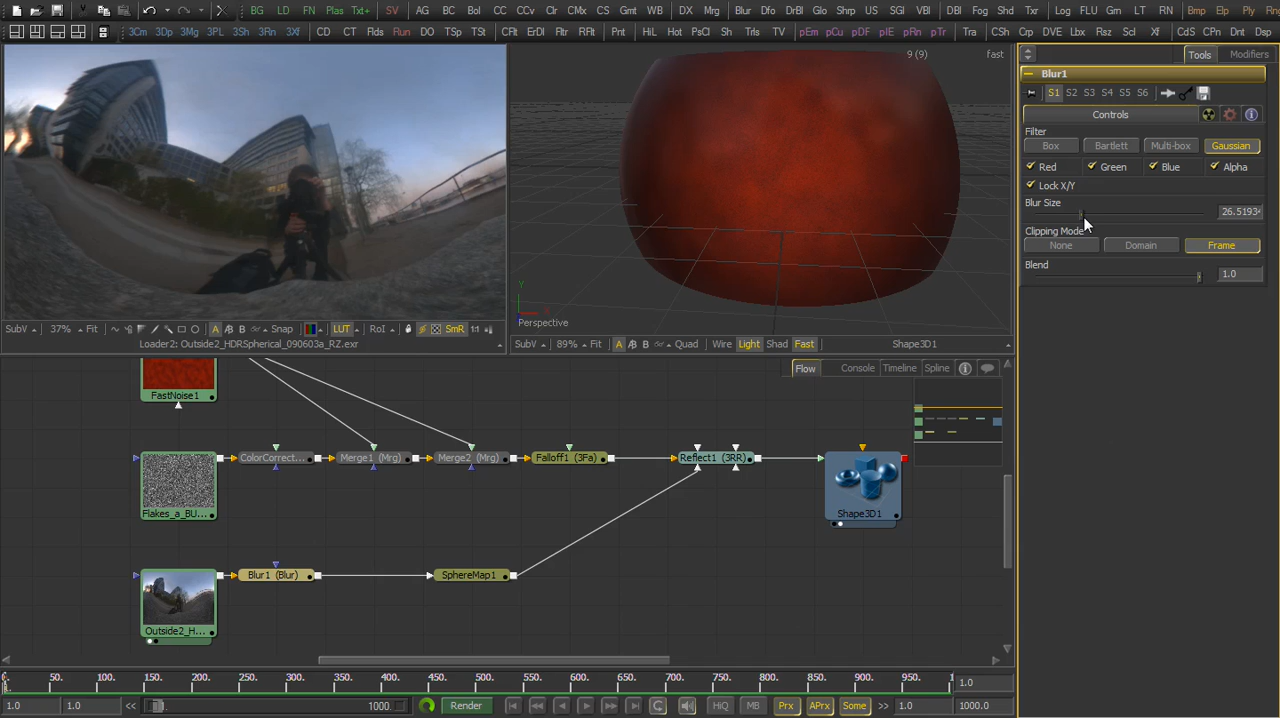 BG LD FN Plas Txt+ SV AG BC Bol CC CCv Clr CMx CS Gmt WB DX Mrg Blur Dfo DrB Glo Shrp US SGl VBl DBl Fog Shd Txr Log FLU Gm LT RN Bmp Elp Ply
3Cm 3Dp 3Mg 3PL 3Sh 3Rn 3Xf CD CT Flds Run DO TSp TSt CFlt ErDl Fltr RFlt Pnt HiL Hot PsCl Sh Trls TV pEm pCu pDF pIE pRn pTr Tra CSh Crp DVE Lbx Rsz Scl Xf CdS CPn Dnt Dsp
9 (9) fast
Tools Modifiers
Blur1
S1 S2 S3 S4 S5 S6
Controls
Filter
Box Bartlett Multi-box Gaussian
Red Green Blue Alpha
Lock X/Y
Blur Size
26.5193
Clipping Mode
None Domain Frame
Blend
1.0
Y
Perspective
SubV 37% Fit A B Snap LUT RoI SmR 1:1
Loader2: Outside2_HDRSpherical_090603a_RZ.exr
SubV 89% Fit A B Quad Wire Light Shad Fast Shape3D1
Flow Console Timeline Spline
FastNoise1
ColorCorrect... Merge1 (Mrg) Merge2 (Mrg) Falloff1 (3Fa) Reflect1 (3RR)
Flakes_a_BU... Shape3D1
Blur1 (Blur) SphereMap1
Outside2_H...
50. 100. 150. 200. 250. 300. 350. 400. 450. 500. 550. 600. 650. 700. 750. 800. 850. 900. 950. 1.0
1.0 1.0 << 1000. Render HiQ MB Prx APrx Some >> 1.0 1000.0